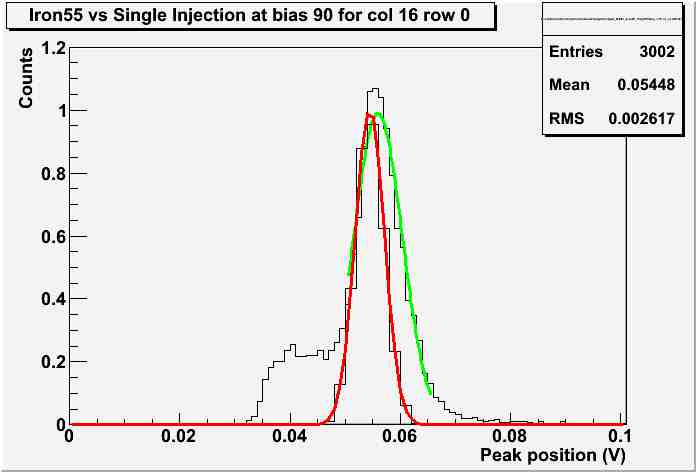 Iron55 vs Single Injection at bias 90 for col 16 row 0
Entries 3002
Mean 0.05448
RMS 0.002617
Counts
1.2
1
0.8
0.6
0.4
0.2
0
0 0.02 0.04 0.06 0.08 0.1
Peak position (V)